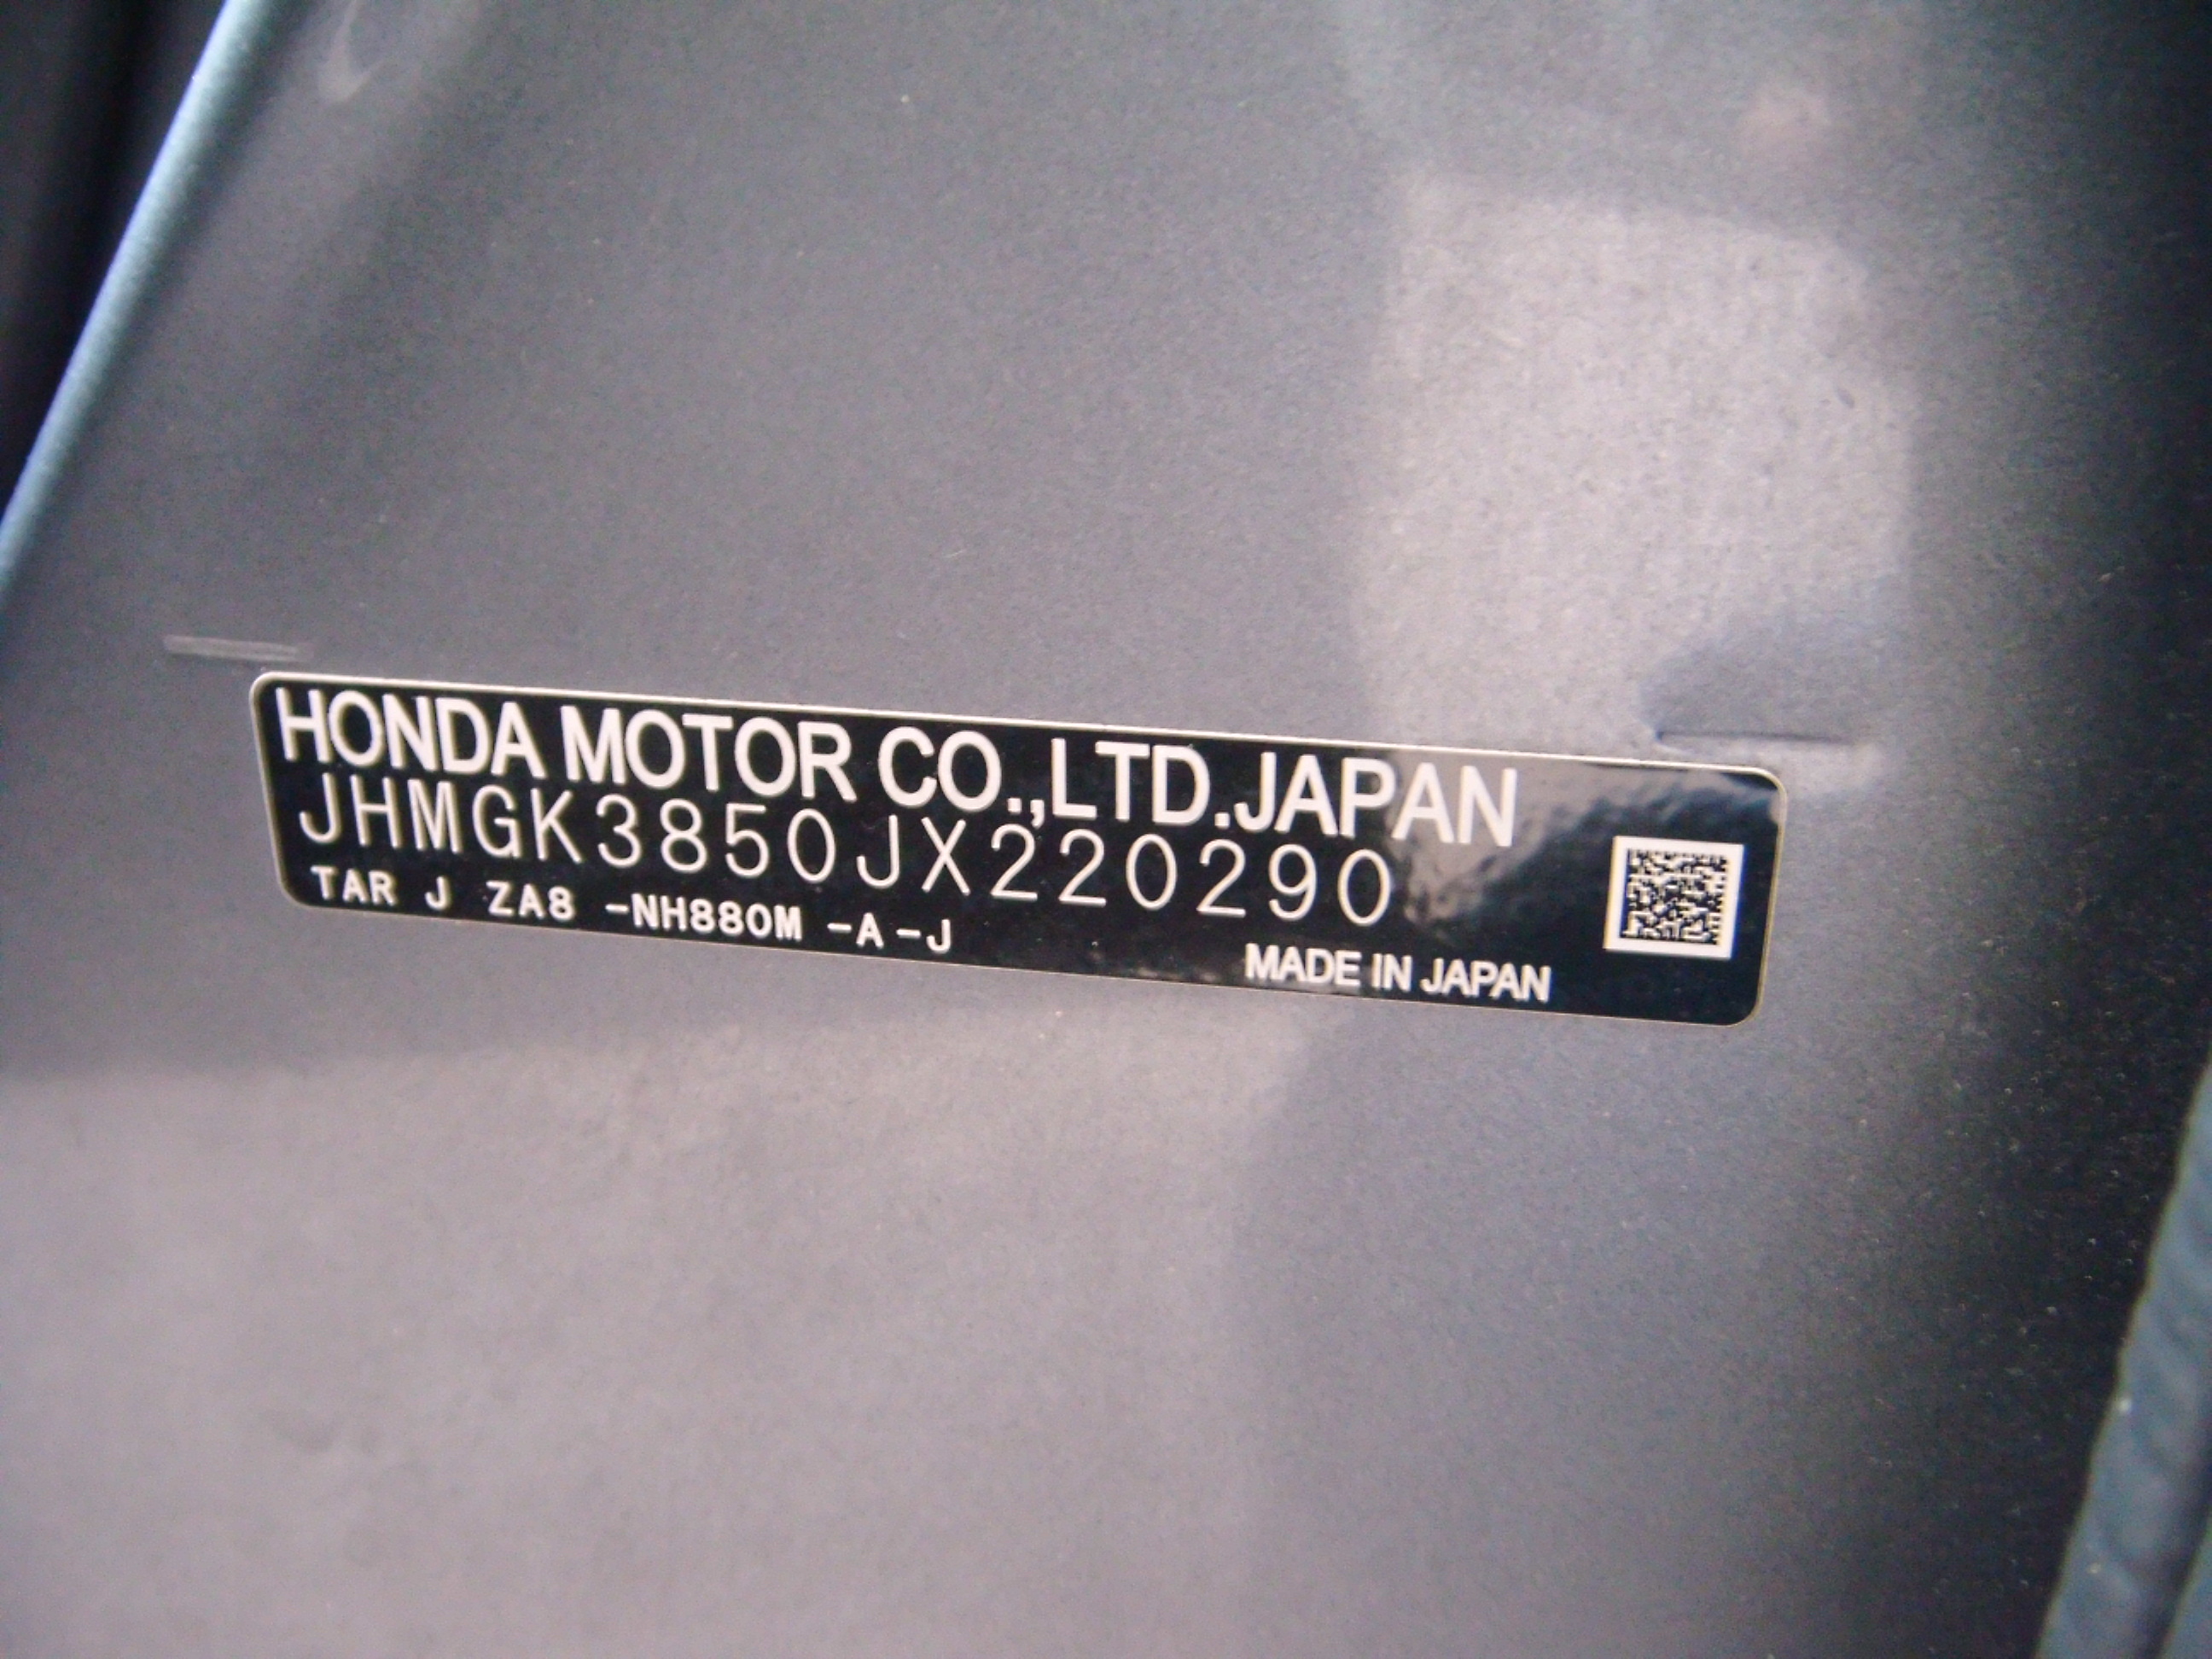 HONDA MOTOR CO.,LTD.JAPAN
JHMGK3850JX220290
TAR J ZA8 -NH880M -A-J
MADE IN JAPAN